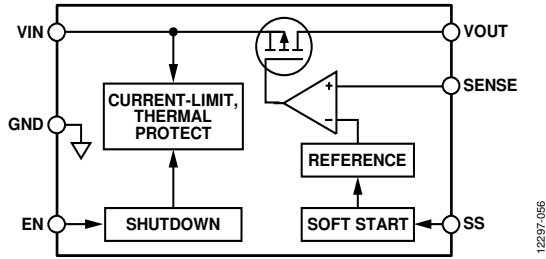 VIN
VOUT
SENSE
+
−
CURRENT-LIMIT,
THERMAL
PROTECT
GND
REFERENCE
EN
SHUTDOWN
SOFT START
SS
12297-056